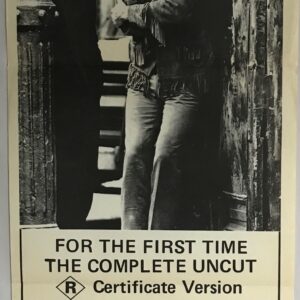 FOR THE FIRST TIME
THE COMPLETE UNCUT
R Certificate Version